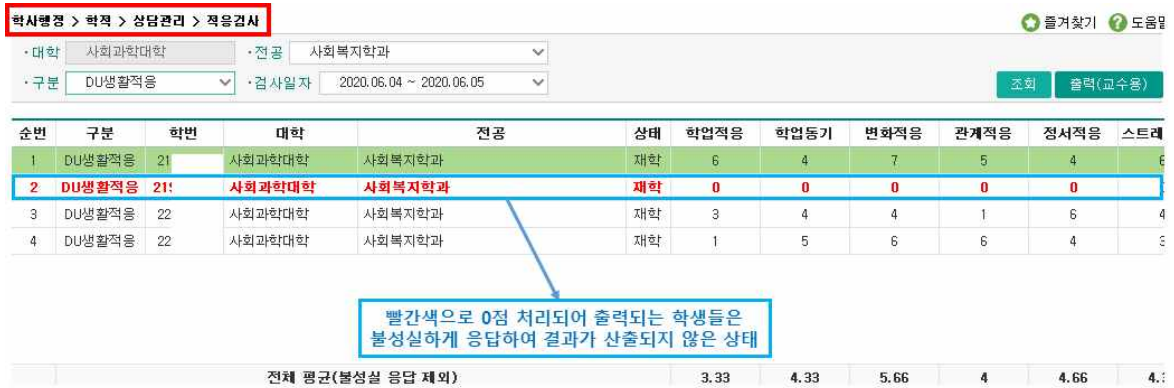 학사행정 > 학적 > 상담관리 > 적응검사 즐겨찾기 도움말
·대학 사회과학대학 ·전공 사회복지학과
·구분 DU생활적응 ·검사일자 2020.06.04 ~ 2020.06.05 조회 출력(교수용)
순번 구분 학번 대학 전공 상태 학업적응 학업동기 변화적응 관계적응 정서적응 스트레
1 DU생활적응 21 사회과학대학 사회복지학과 재학 6 4 7 5 4 6
2 DU생활적응 21 사회과학대학 사회복지학과 재학 0 0 0 0 0
3 DU생활적응 22 사회과학대학 사회복지학과 재학 3 4 4 1 6 4
4 DU생활적응 22 사회과학대학 사회복지학과 재학 1 5 6 6 4 3
빨간색으로 0점 처리되어 출력되는 학생들은
불성실하게 응답하여 결과가 산출되지 않은 상태
전체 평균(불성실 응답 제외) 3.33 4.33 5.66 4 4.66 4.